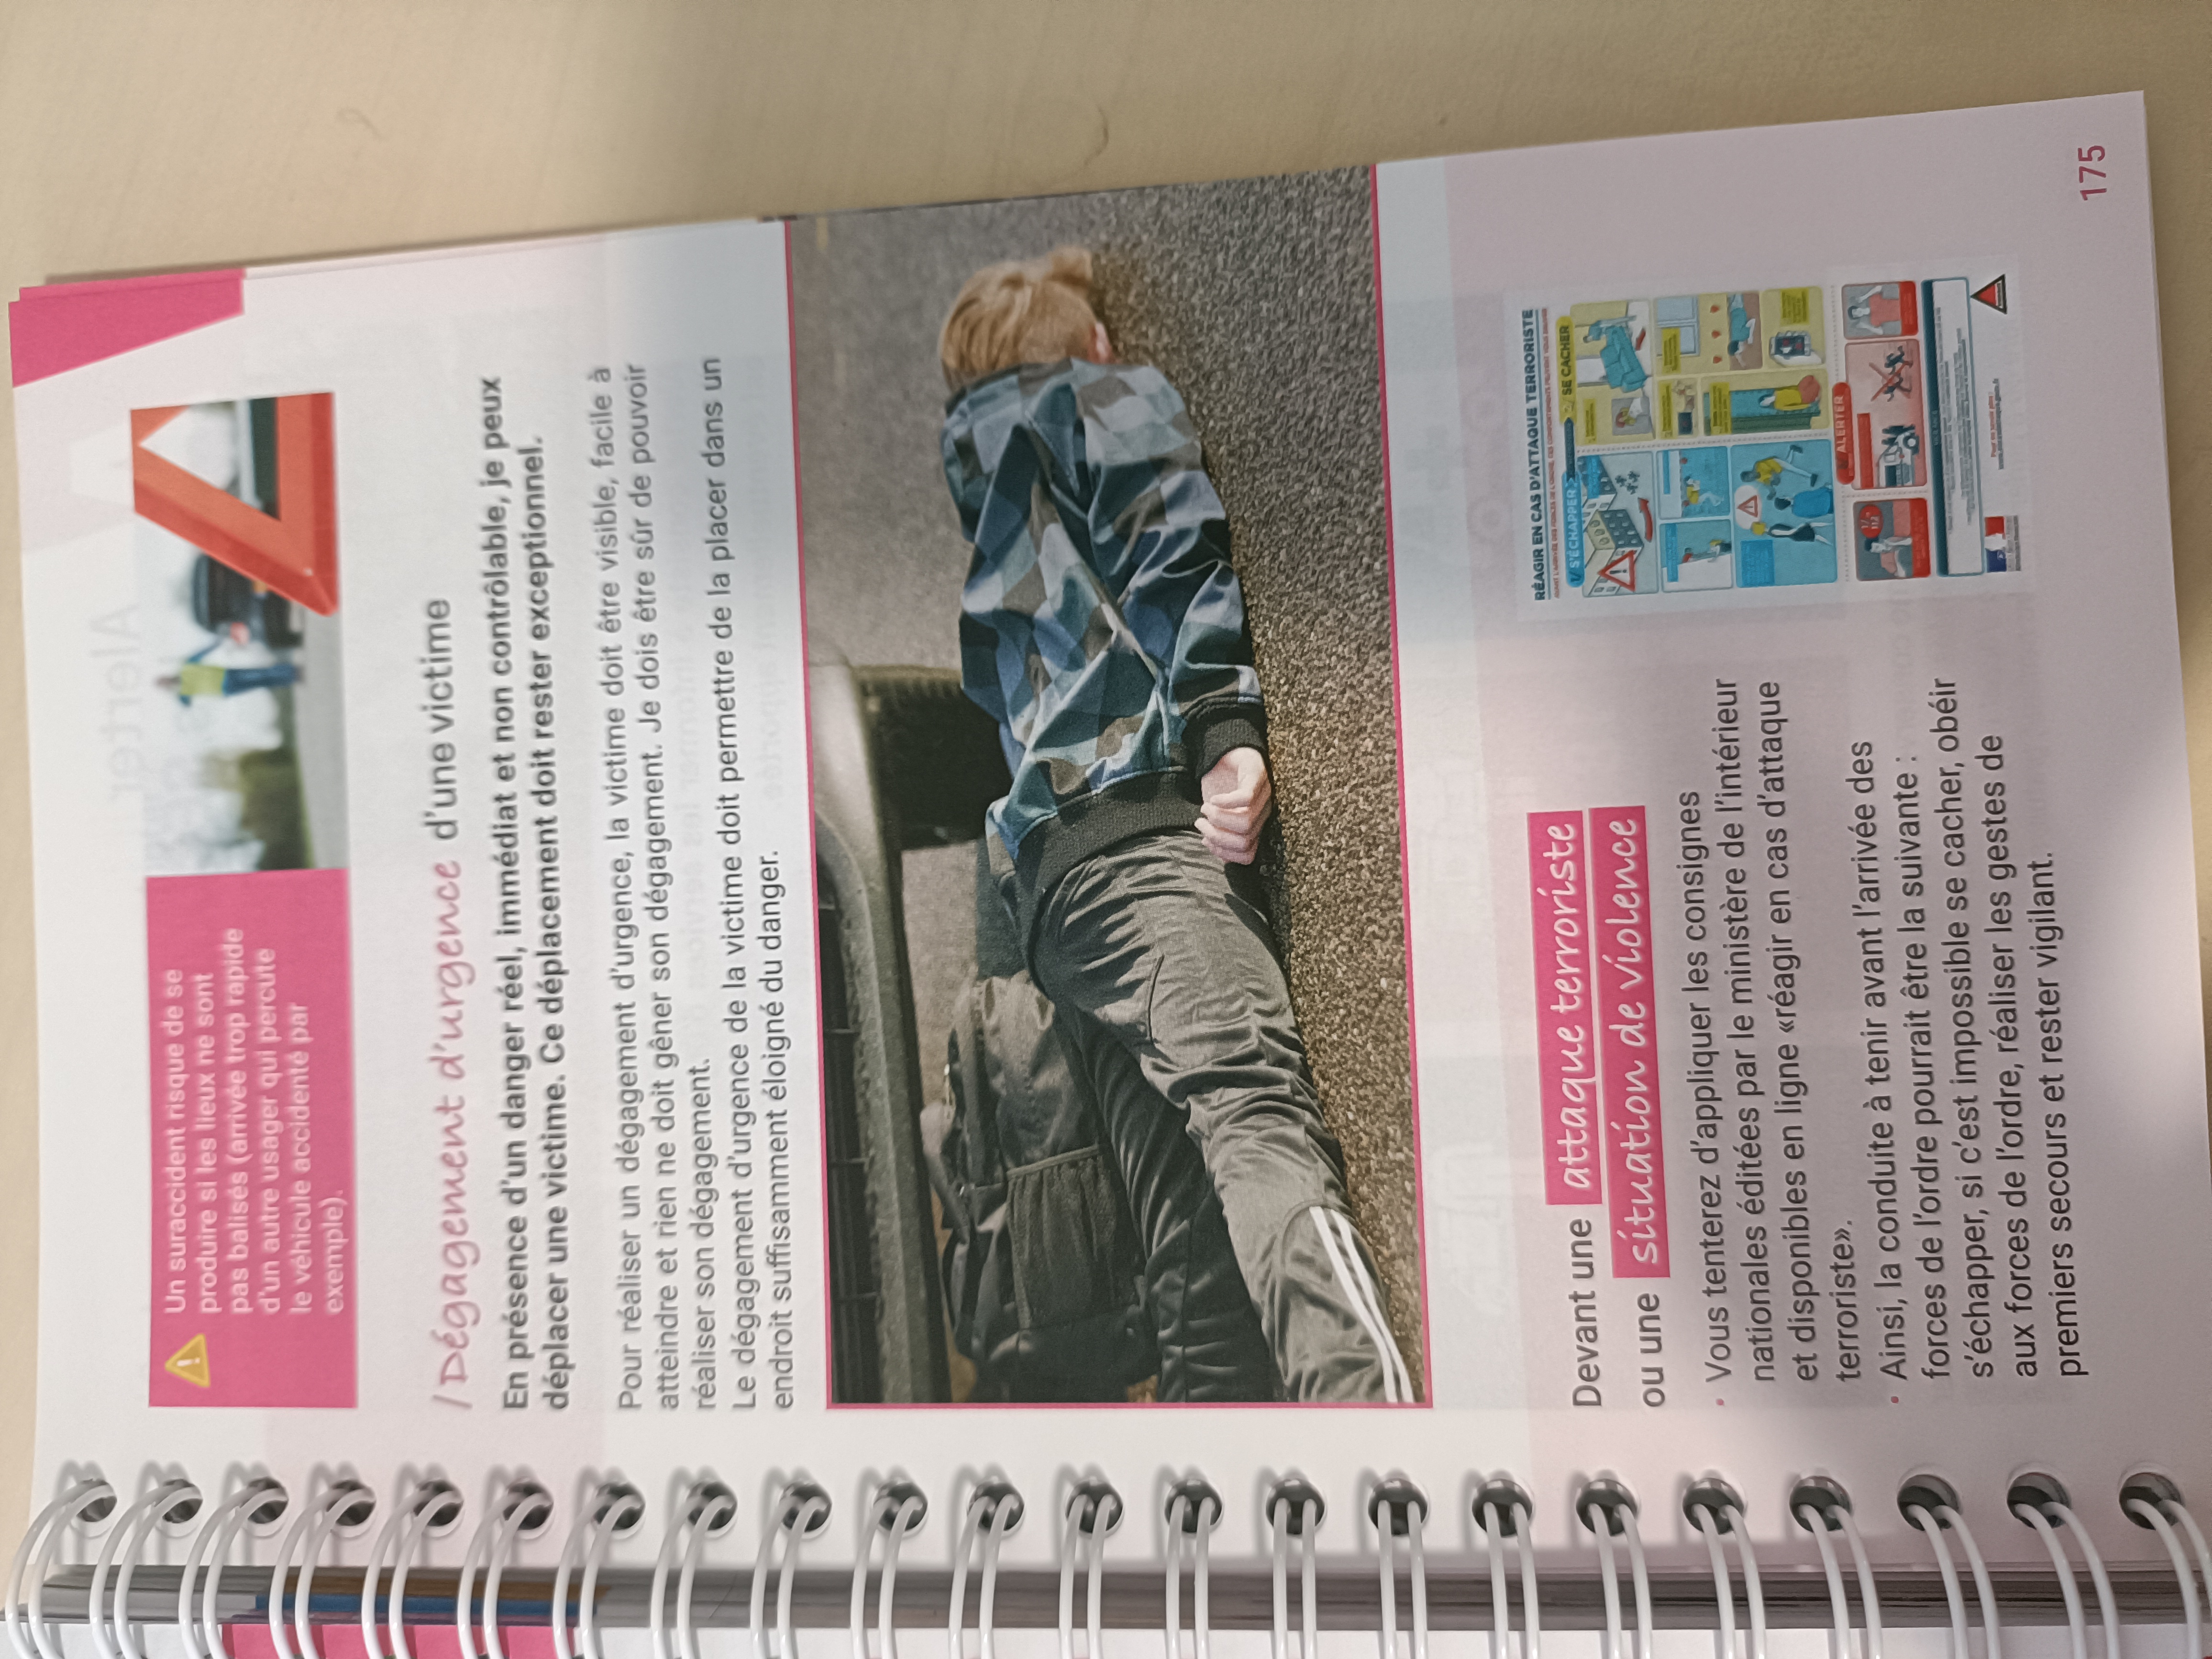 Un suraccident risque de se
produire si les lieux ne sont
pas balisés (arrivée trop rapide
d'un autre usager qui percute
le véhicule accidenté par
exemple).
/Dégagement d'urgence d'une victime
En présence d'un danger réel, immédiat et non contrôlable, je peux
déplacer une victime. Ce déplacement doit rester exceptionnel.
Pour réaliser un dégagement d'urgence, la victime doit être visible, facile à
atteindre et rien ne doit gêner son dégagement. Je dois être sûr de pouvoir
réaliser son dégagement.
Le dégagement d'urgence de la victime doit permettre de la placer dans un
endroit suffisamment éloigné du danger.
Devant une attaque terroriste
ou une situation de violence
• Vous tenterez d'appliquer les consignes
nationales éditées par le ministère de l'intérieur
et disponibles en ligne «réagir en cas d'attaque
terroriste».
• Ainsi, la conduite à tenir avant l'arrivée des
forces de l'ordre pourrait être la suivante :
s'échapper, si c'est impossible se cacher, obéir
aux forces de l'ordre, réaliser les gestes de
premiers secours et rester vigilant.
RÉAGIR EN CAS D'ATTAQUE TERRORISTE
1/ S'ÉCHAPPER
2/ SE CACHER
3/ ALERTER
175